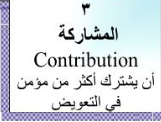 ٣
المشاركة
Contribution
أن يشترك أكثر من مؤمن
في التعويض